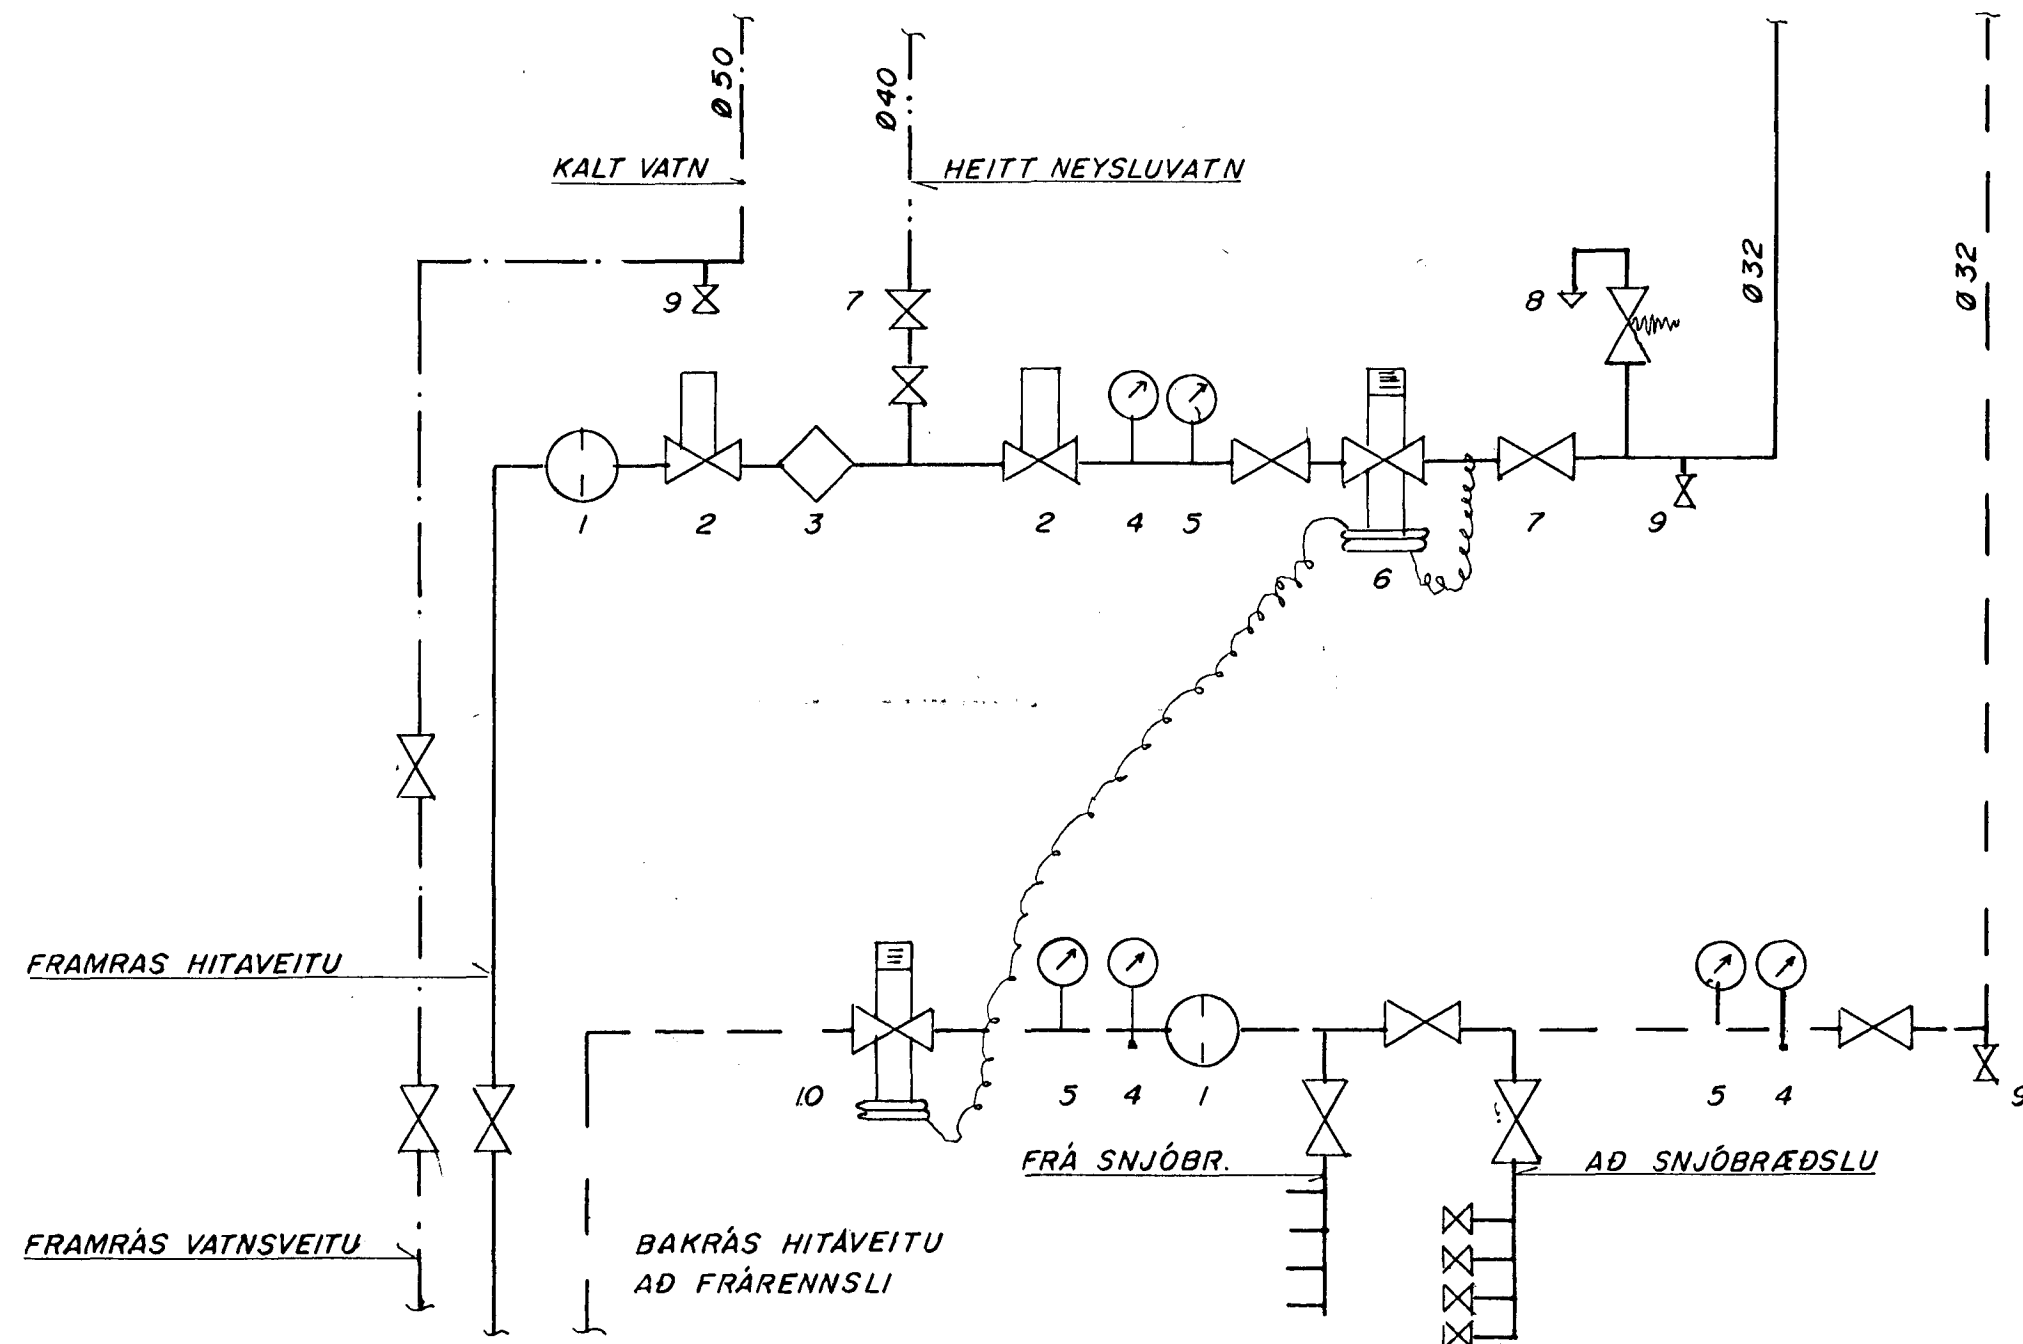 Ø50
Ø40
KALT VATN
HEITT NEYSLUVATN
Ø32
Ø32
9
7
8
1
2
3
2
4
5
6
7
9
FRAMRAS HITAVEITU
10
5
4
1
5
4
9
FRÁ SNJÓBR.
AÐ SNJÓBRÆÐSLU
FRAMRÁS VATNSVEITU
BAKRÁS HITAVEITU
AÐ FRÁRENNSLI